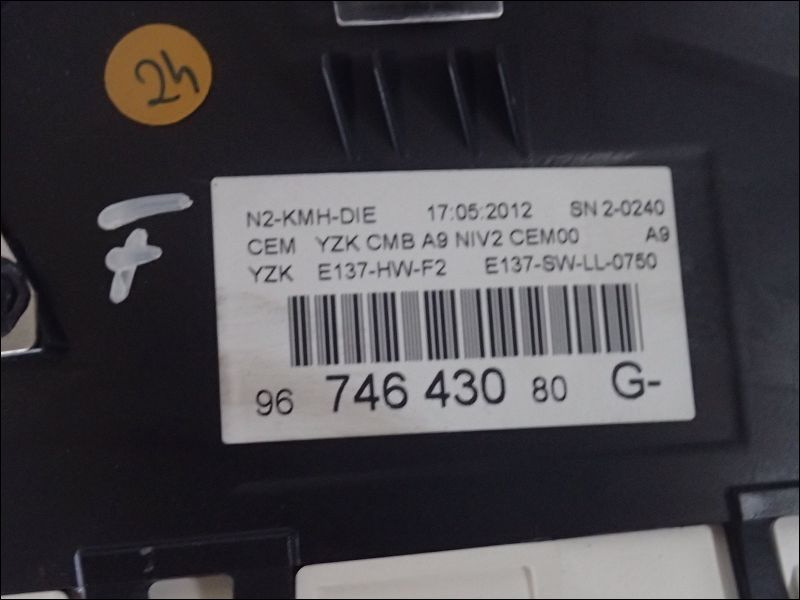 24
N2-KMH-DIE 17:05:2012 SN 2-0240
CEM YZK CMB A9 NIV2 CEM00 A9
YZK E137-HW-F2 E137-SW-LL-0750
96 746 430 80 G-